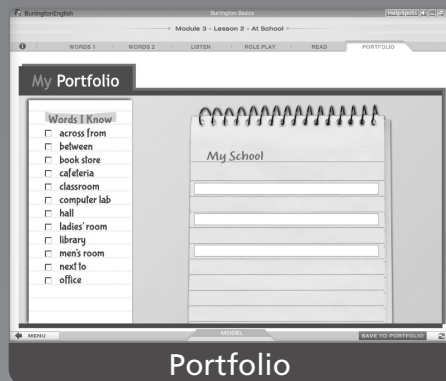 BurlingtonEnglish
Burlington Basics
HelpSpots
Module 3 - Lesson 2 - At School
WORDS 1
WORDS 2
LISTEN
ROLE PLAY
READ
PORTFOLIO
My Portfolio
Words I Know
across from
between
book store
cafeteria
classroom
computer lab
hall
ladies' room
library
men's room
next to
office
My School
MENU
MODEL
SAVE TO PORTFOLIO
Portfolio